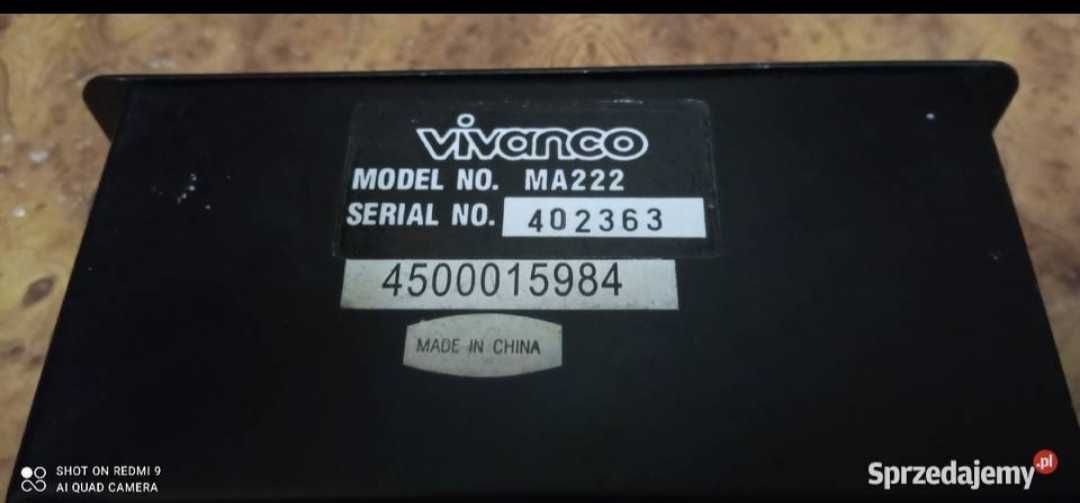 vivanco
MODEL NO. MA222
SERIAL NO. 402363
4500015984
MADE IN CHINA
SHOT ON REDMI 9
AI QUAD CAMERA
Sprzedajemy.pl